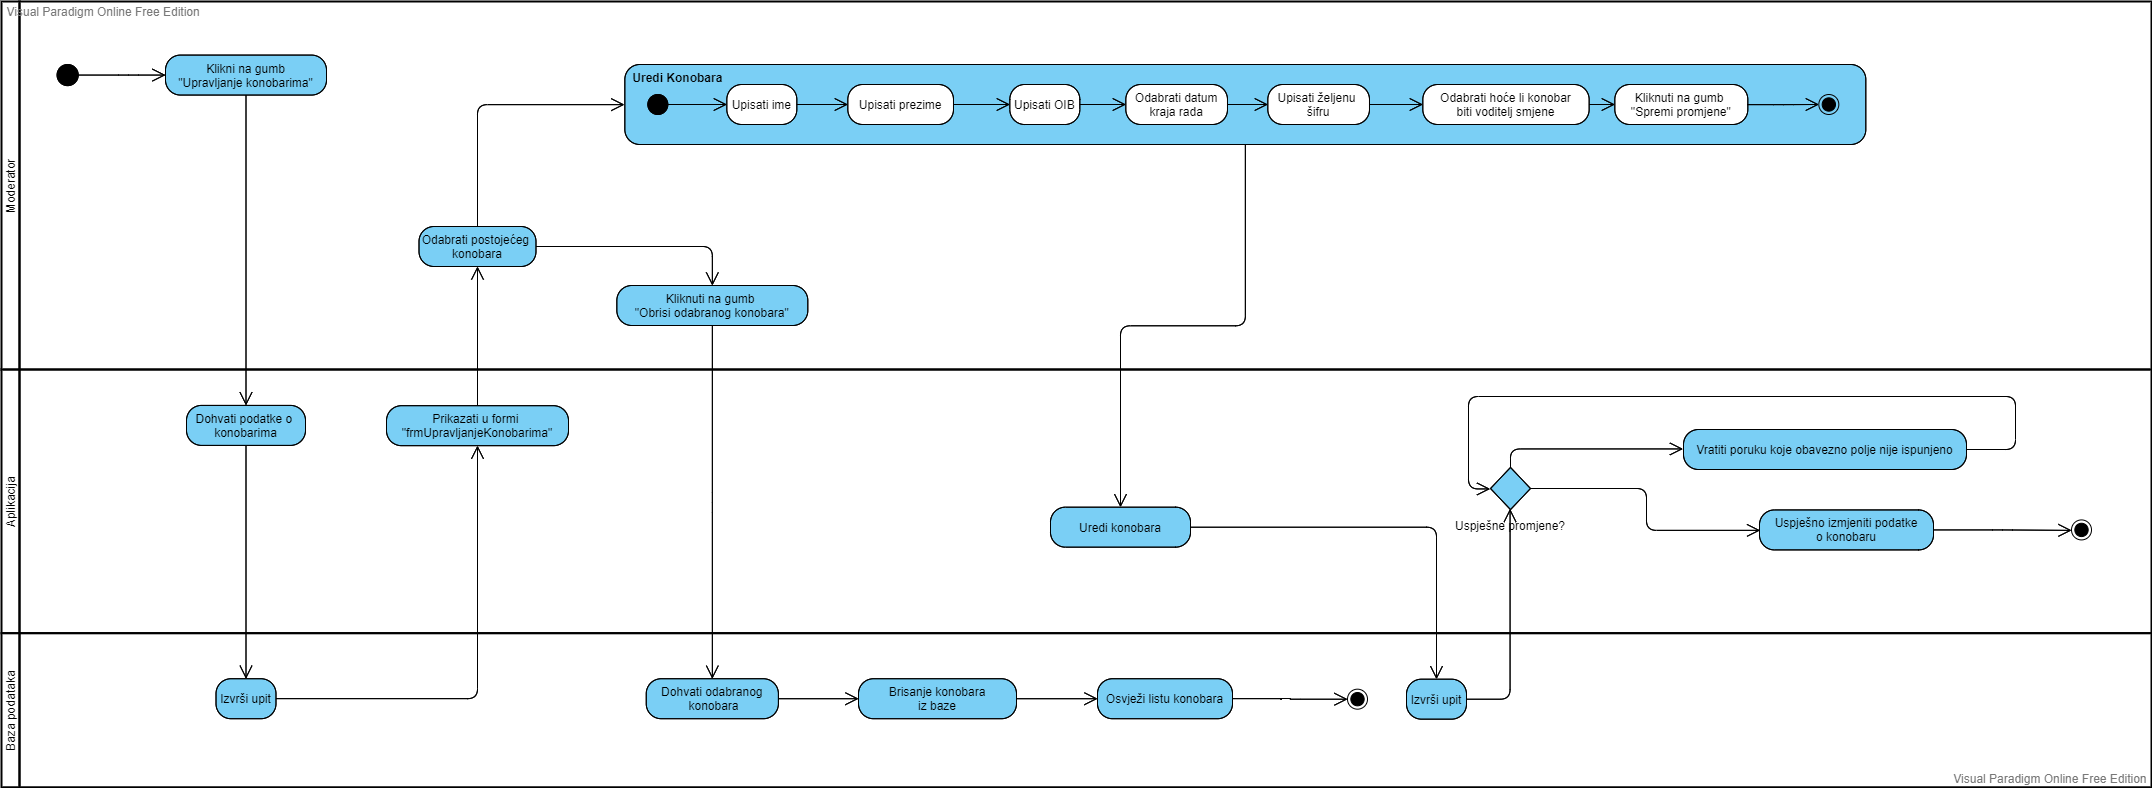 Visual Paradigm Online Free Edition
Moderator
Klikni na gumb
"Upravljanje konobarima"
Uredi Konobara
Upisati ime
Upisati prezime
Upisati OIB
Odabrati datum
kraja rada
Upisati željenu
šifru
Odabrati hoće li konobar
biti voditelj smjene
Kliknuti na gumb
"Spremi promjene"
Odabrati postojećeg
konobara
Kliknuti na gumb
"Obrisi odabranog konobara"
Aplikacija
Dohvati podatke o
konobarima
Prikazati u formi
"frmUpravljanjeKonobarima"
Uredi konobara
Uspješne promjene?
Vratiti poruku koje obavezno polje nije ispunjeno
Uspješno izmjeniti podatke
o konobaru
Baza podataka
Izvrši upit
Dohvati odabranog
konobara
Brisanje konobara
iz baze
Osvježi listu konobara
Izvrši upit
Visual Paradigm Online Free Edition